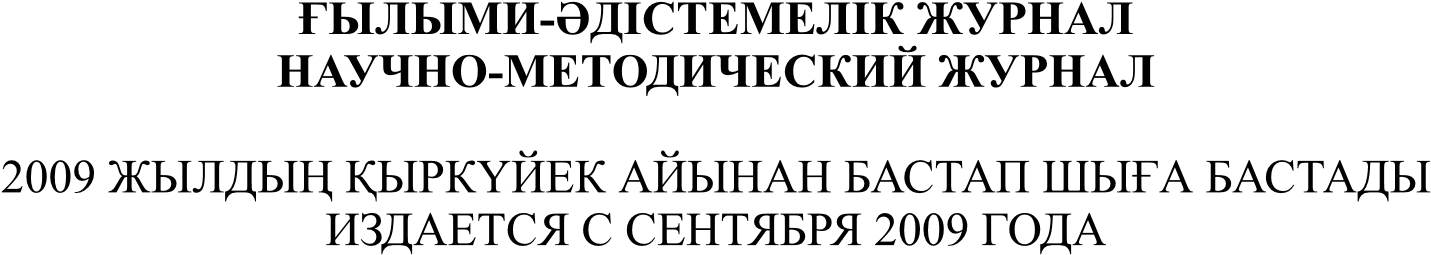 ҒЫЛЫМИ-ӘДІСТЕМЕЛІК ЖУРНАЛ
НАУЧНО-МЕТОДИЧЕСКИЙ ЖУРНАЛ
2009 ЖЫЛДЫҢ ҚЫРКҮЙЕК АЙЫНАН БАСТАП ШЫҒА БАСТАДЫ
ИЗДАЕТСЯ С СЕНТЯБРЯ 2009 ГОДА